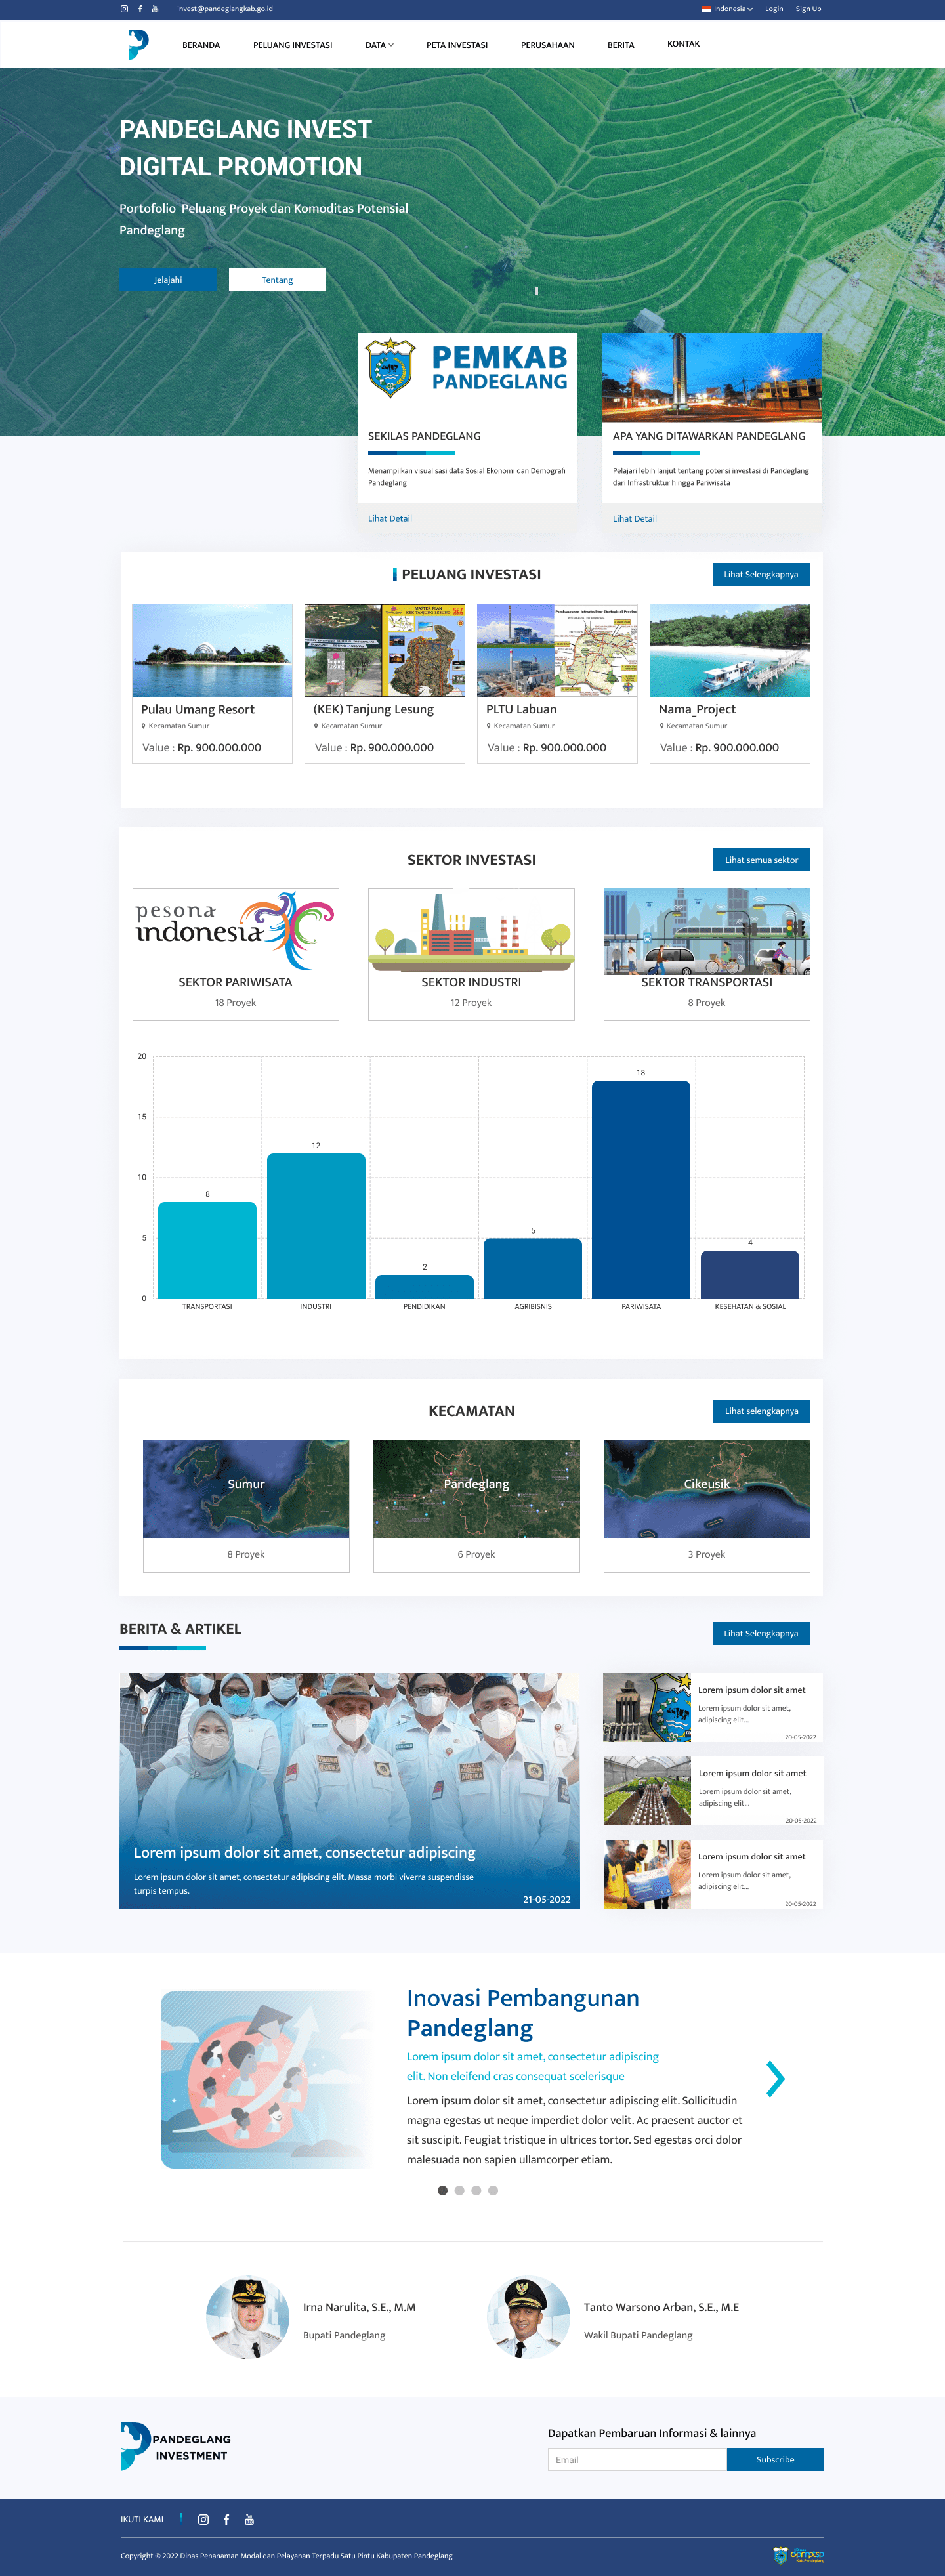 invest@pandeglangkab.go.id
Indonesia
Login
Sign Up
BERANDA
PELUANG INVESTASI
DATA
PETA INVESTASI
PERUSAHAAN
BERITA
KONTAK
PANDEGLANG INVEST
DIGITAL PROMOTION
Portofolio Peluang Proyek dan Komoditas Potensial
Pandeglang
Jelajahi
Tentang
PEMKAB
PANDEGLANG
SEKILAS PANDEGLANG
Menampilkan visualisasi data Sosial Ekonomi dan Demografi
Pandeglang
Lihat Detail
APA YANG DITAWARKAN PANDEGLANG
Pelajari lebih lanjut tentang potensi investasi di Pandeglang
dari Infrastruktur hingga Pariwisata
Lihat Detail
PELUANG INVESTASI
Lihat Selengkapnya
Pulau Umang Resort
Kecamatan Sumur
Value : Rp. 900.000.000
MASTER PLAN
KEK TANJUNG LESUNG
(KEK) Tanjung Lesung
Kecamatan Sumur
Value : Rp. 900.000.000
PLTU Labuan
Kecamatan Sumur
Value : Rp. 900.000.000
Nama_Project
Kecamatan Sumur
Value : Rp. 900.000.000
SEKTOR INVESTASI
Lihat semua sektor
pesona
indonesia
SEKTOR PARIWISATA
18 Proyek
SEKTOR INDUSTRI
12 Proyek
SEKTOR TRANSPORTASI
8 Proyek
20
15
10
5
0
8
12
2
5
18
4
TRANSPORTASI
INDUSTRI
PENDIDIKAN
AGRIBISNIS
PARIWISATA
KESEHATAN & SOSIAL
KECAMATAN
Lihat selengkapnya
Sumur
8 Proyek
Pandeglang
6 Proyek
Cikeusik
3 Proyek
BERITA & ARTIKEL
Lihat Selengkapnya
Lorem ipsum dolor sit amet, consectetur adipiscing
Lorem ipsum dolor sit amet, consectetur adipiscing elit. Massa morbi viverra suspendisse
turpis tempus.
21-05-2022
Lorem ipsum dolor sit amet
Lorem ipsum dolor sit amet,
adipiscing elit...
20-05-2022
Lorem ipsum dolor sit amet
Lorem ipsum dolor sit amet,
adipiscing elit...
20-05-2022
Lorem ipsum dolor sit amet
Lorem ipsum dolor sit amet,
adipiscing elit...
20-05-2022
Inovasi Pembangunan
Pandeglang
Lorem ipsum dolor sit amet, consectetur adipiscing
elit. Non eleifend cras consequat scelerisque
Lorem ipsum dolor sit amet, consectetur adipiscing elit. Sollicitudin
magna egestas ut neque imperdiet dolor velit. Ac praesent auctor et
sit suscipit. Feugiat tristique in ultrices tortor. Sed egestas orci dolor
malesuada non sapien ullamcorper etiam.
Irna Narulita, S.E., M.M
Bupati Pandeglang
Tanto Warsono Arban, S.E., M.E
Wakil Bupati Pandeglang
PANDEGLANG
INVESTMENT
Dapatkan Pembaruan Informasi & lainnya
Email
Subscribe
IKUTI KAMI
Copyright © 2022 Dinas Penanaman Modal dan Pelayanan Terpadu Satu Pintu Kabupaten Pandeglang
dpmptsp
Kab Pandeglang